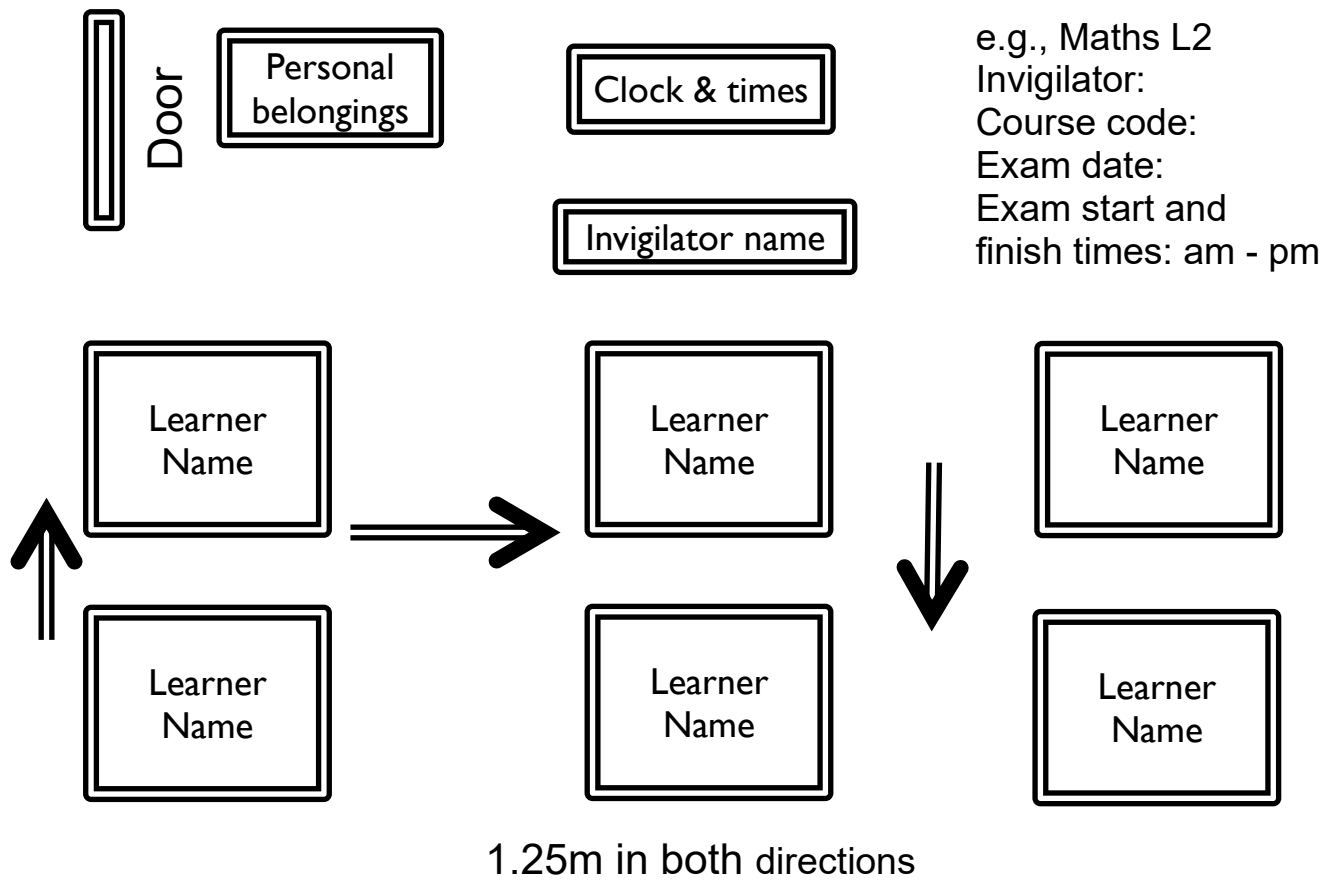 Door
Personal
belongings
Clock & times
e.g., Maths L2
Invigilator:
Course code:
Exam date:
Exam start and
finish times: am - pm
Invigilator name
Learner
Name
Learner
Name
Learner
Name
Learner
Name
Learner
Name
Learner
Name
1.25m in both directions